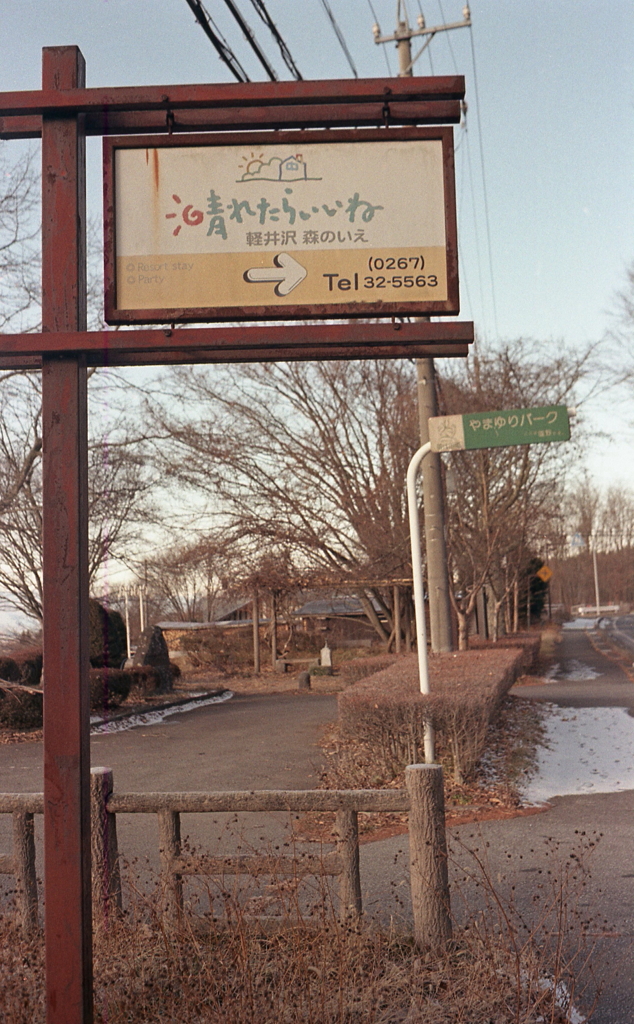 晴れたらいいね
軽井沢 森のいえ
Resort stay
Party
(0267)
Tel 32-5563
やまゆりパーク